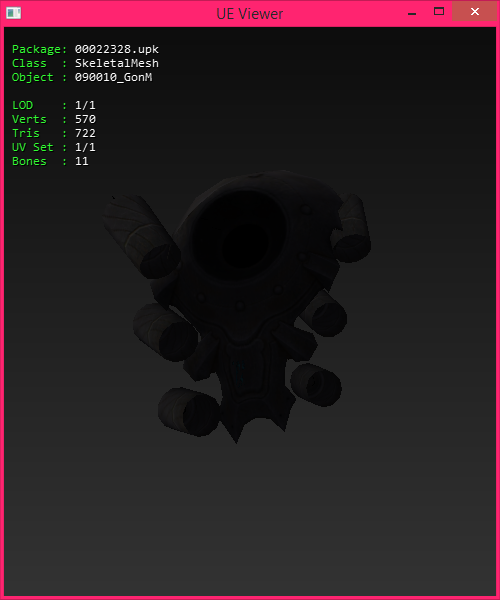 UE Viewer
Package: 00022328.upk
Class : SkeletalMesh
Object : 090010_GonM
LOD : 1/1
Verts : 570
Tris : 722
UV Set : 1/1
Bones : 11